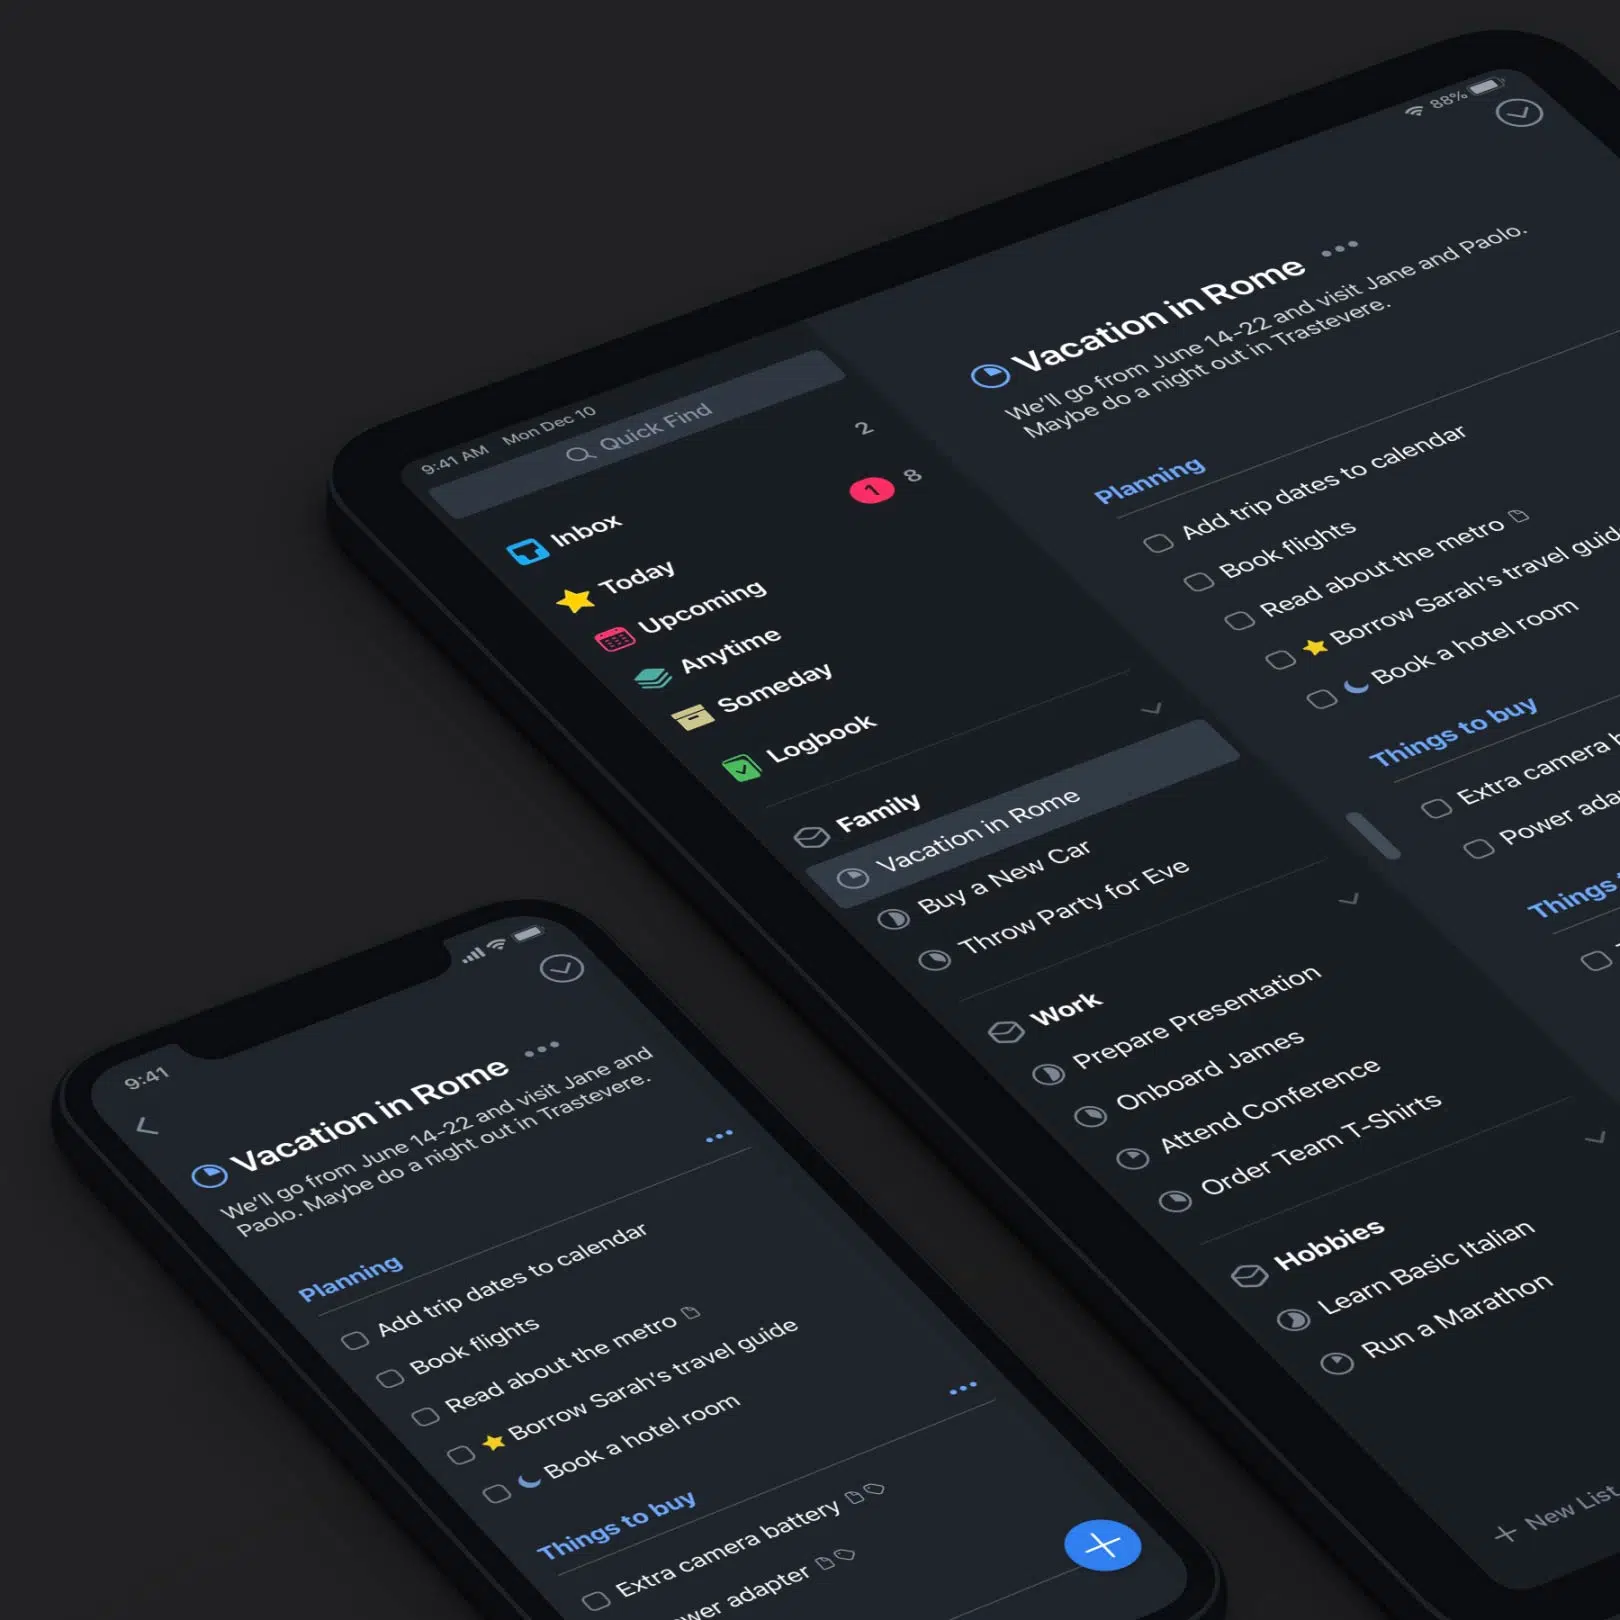 9:41 AM Mon Dec 10
88%
Quick Find
Inbox
2
Today
1 8
Upcoming
Anytime
Someday
Logbook
Family
Vacation in Rome
Buy a New Car
Throw Party for Eve
Work
Prepare Presentation
Onboard James
Attend Conference
Order Team T-Shirts
Hobbies
Learn Basic Italian
Run a Marathon
New List
Vacation in Rome
We'll go from June 14-22 and visit Jane and Paolo.
Maybe do a night out in Trastevere.
Planning
Add trip dates to calendar
Book flights
Read about the metro
Borrow Sarah's travel
Book a hotel room
Things to buy
Extra camera
Power
Things
9:41
Vacation in Rome
We'll go from June 14-22 and visit Jane and
Paolo. Maybe do a night out in Trastevere.
Planning
Add trip dates to calendar
Book flights
Read about the metro
Borrow Sarah's travel guide
Book a hotel room
Things to buy
Extra camera battery
adapter